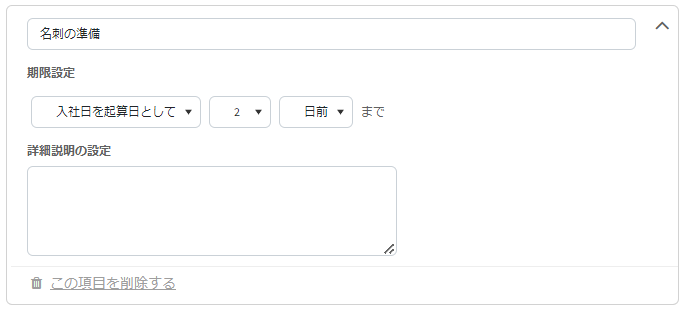 名刺の準備
期限設定
入社日を起算日として 2 日前 まで
詳細説明の設定
この項目を削除する